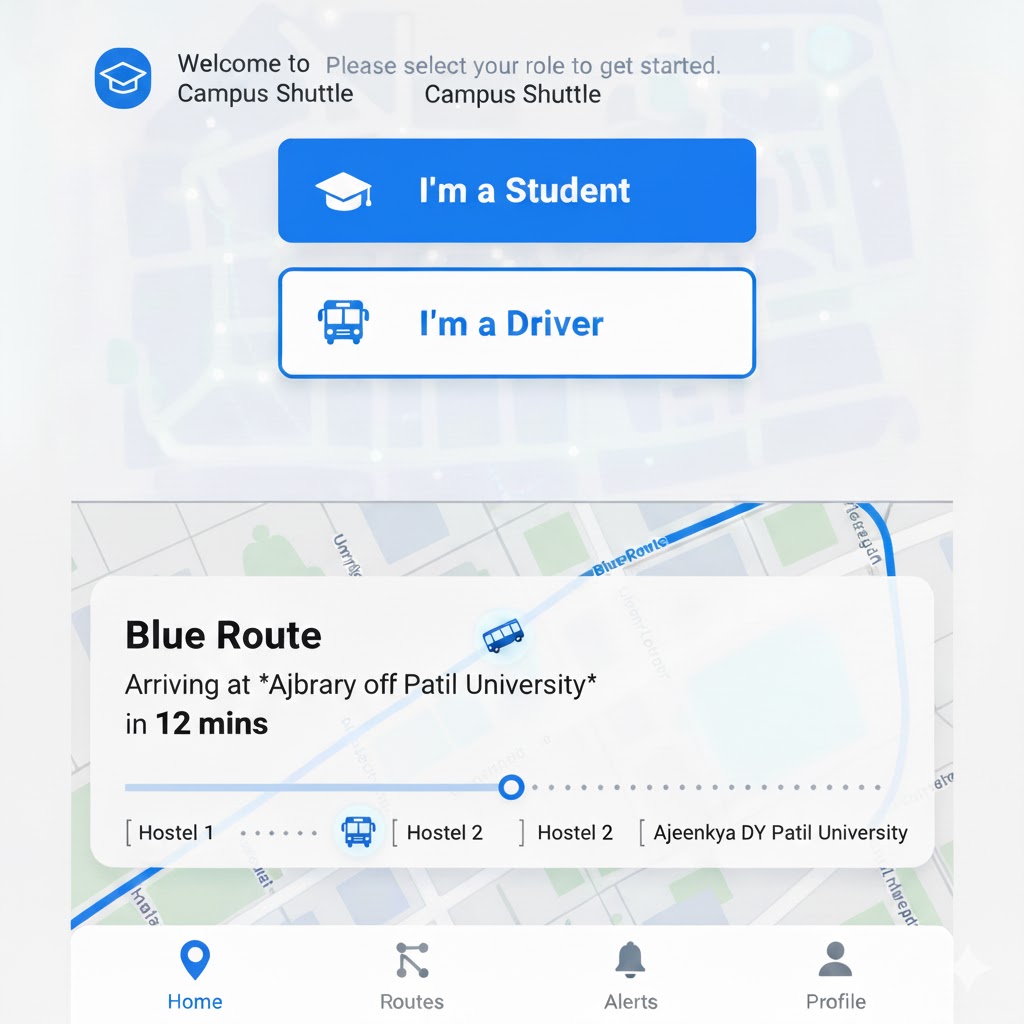 Welcome to Please select your role to get started.
Campus Shuttle Campus Shuttle
I'm a Student
I'm a Driver
BlueRoute
Blue Route
Arriving at *Ajbrary off Patil University*
in 12 mins
[ Hostel 1 ······ [ Hostel 2 ] Hostel 2 [ Ajeenkya DY Patil University
Home Routes Alerts Profile